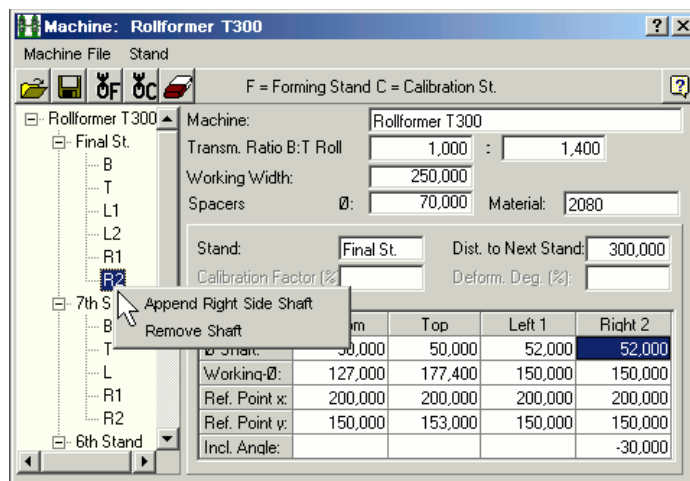 Machine: Rollformer T300
Machine File Stand
F C F = Forming Stand C = Calibration St.
Rollformer T300
Final St.
B
T
L1
L2
R1
R2
7th S
B
T
L
R1
R2
6th Stand
Machine: Rollformer T300
Transm. Ratio B:T Roll 1,000 : 1,400
Working Width: 250,000
Spacers Ø: 70,000 Material: 2080
Stand: Final St. Dist. to Next Stand: 300,000
Calibration Factor (% Deform. Deg. (%):
Append Right Side Shaft
Remove Shaft
om Top Left 1 Right 2
Ø Shaft: 50,000 50,000 52,000 52,000
Working-Ø: 127,000 177,400 150,000 150,000
Ref. Point x: 200,000 200,000 200,000 200,000
Ref. Point y: 150,000 153,000 150,000 150,000
Incl. Angle: -30,000